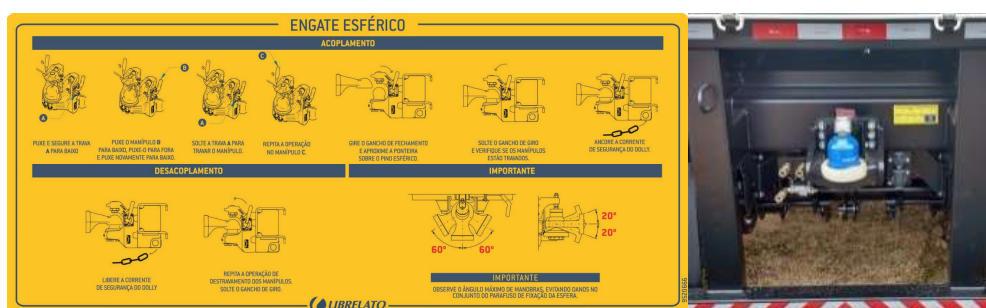 ENGATE ESFÉRICO
ACOPLAMENTO
A
B
A
C
PUXE E SEGURE A TRAVA
A PARA BAIXO
PUXE O MANÍPULO B
PARA BAIXO, PUXE-O PARA FORA
E PUXE NOVAMENTE PARA BAIXO.
SOLTE A TRAVA A PARA
TRAVAR O MANÍPULO.
REPITA A OPERAÇÃO
NO MANÍPULO C.
GIRE O GANCHO DE FECHAMENTO
E APROXIME A PONTEIRA
SOBRE O PINO ESFÉRICO.
SOLTE O GANCHO DE GIRO
E VERIFIQUE SE OS MANÍPULOS
ESTÃO TRAVADOS.
ANCORE A CORRENTE
DE SEGURANÇA DO DOLLY.
DESACOPLAMENTO
IMPORTANTE
LIBERE A CORRENTE
DE SEGURANÇA DO DOLLY
REPITA A OPERAÇÃO DE
DESTRAVAMENTO DOS MANÍPULOS.
SOLTE O GANCHO DE GIRO.
60° 60°
20°
20°
IMPORTANTE
OBSERVE O ÂNGULO MÁXIMO DE MANOBRAS, EVITANDO DANOS NO
CONJUNTO DO PARAFUSO DE FIXAÇÃO DA ESFERA.
LIBRELATO